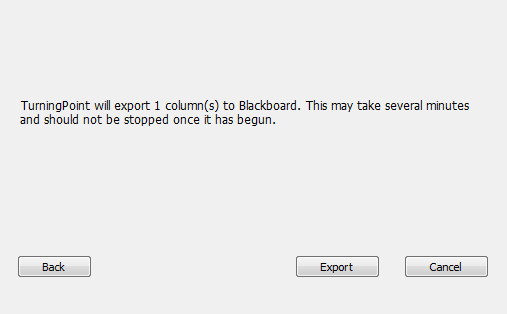 TurningPoint will export 1 column(s) to Blackboard. This may take several minutes
and should not be stopped once it has begun.
Back
Export
Cancel